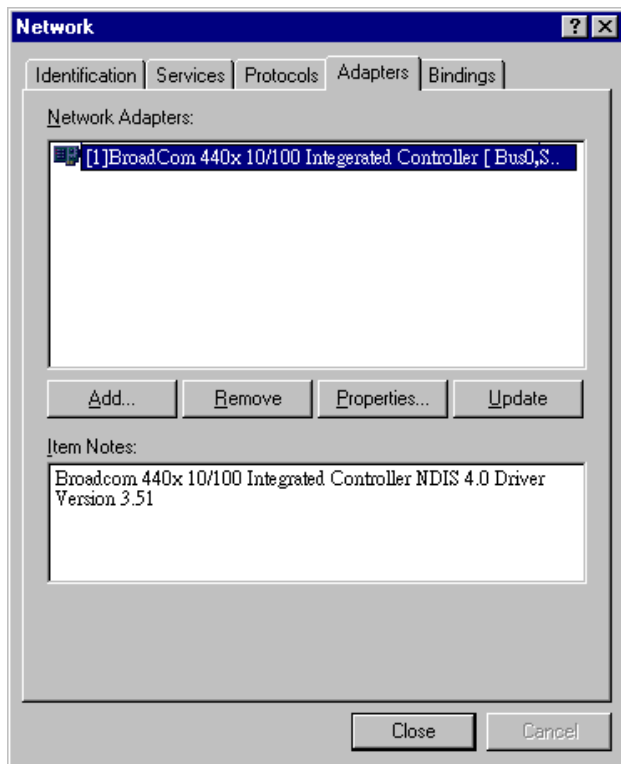 Network
Identification Services Protocols Adapters Bindings
Network Adapters:
[1]BroadCom 440x 10/100 Integerated Controller [ Bus0,S..
Add... Remove Properties... Update
Item Notes:
Broadcom 440x 10/100 Integrated Controller NDIS 4.0 Driver
Version 3.51
Close Cancel